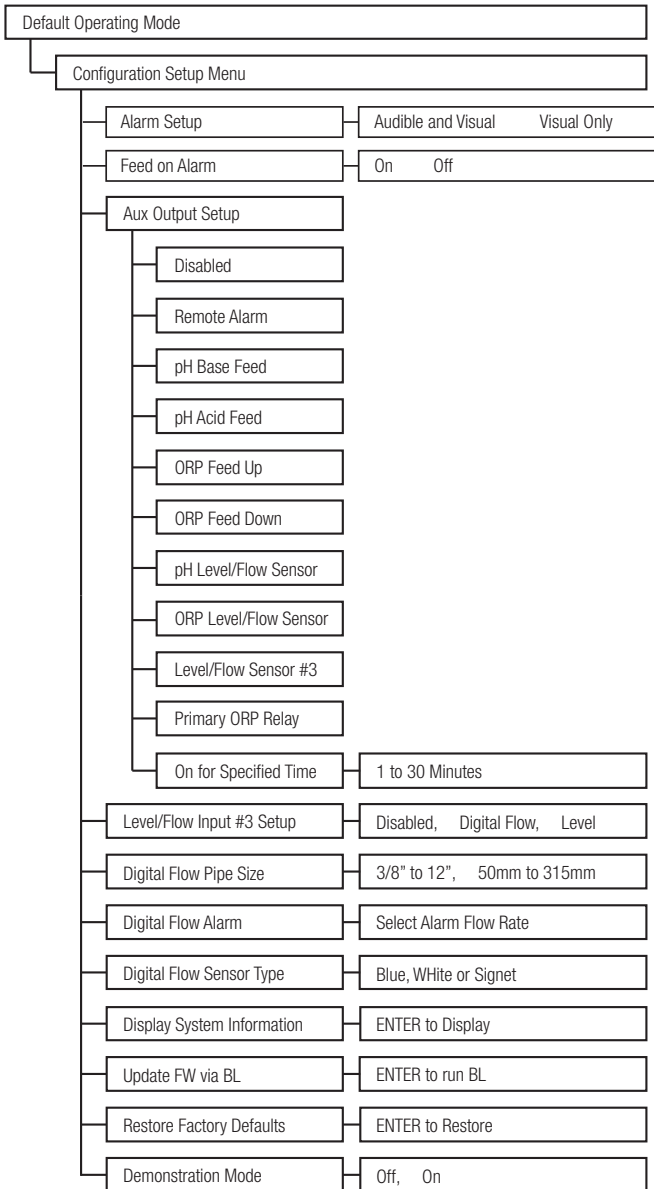 Default Operating Mode
Configuration Setup Menu
Alarm Setup Audible and Visual Visual Only
Feed on Alarm On Off
Aux Output Setup
Disabled
Remote Alarm
pH Base Feed
pH Acid Feed
ORP Feed Up
ORP Feed Down
pH Level/Flow Sensor
ORP Level/Flow Sensor
Level/Flow Sensor #3
Primary ORP Relay
On for Specified Time 1 to 30 Minutes
Level/Flow Input #3 Setup Disabled, Digital Flow, Level
Digital Flow Pipe Size 3/8” to 12”, 50mm to 315mm
Digital Flow Alarm Select Alarm Flow Rate
Digital Flow Sensor Type Blue, WHite or Signet
Display System Information ENTER to Display
Update FW via BL ENTER to run BL
Restore Factory Defaults ENTER to Restore
Demonstration Mode Off, On